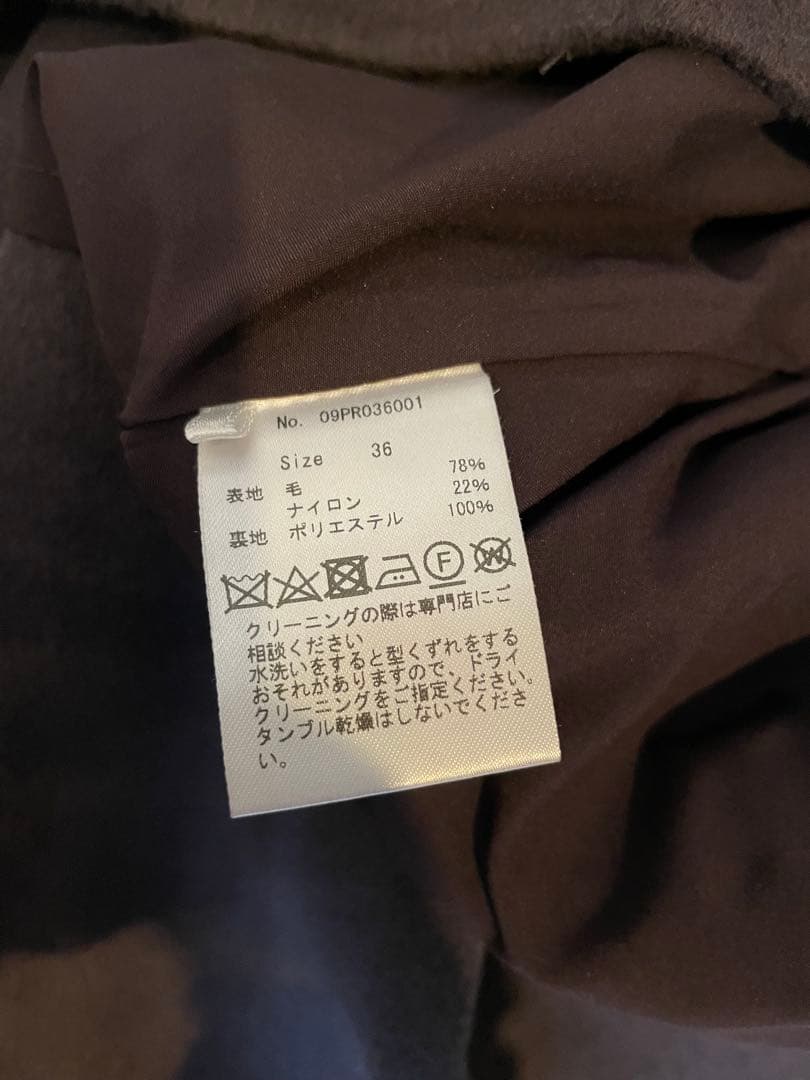 No. 09PR036001
Size 36
表地 毛 78%
ナイロン 22%
裏地 ポリエステル 100%
F W
クリーニングの際は専門店にご
相談ください
水洗いをすると型くずれをする
おそれがありますので、ドライ
クリーニングをご指定ください。
タンブル乾燥はしないでくださ
い。